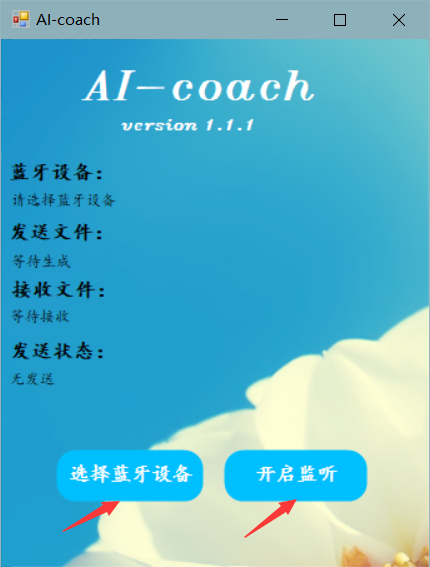 AI-coach
AI-coach
version 1.1.1
蓝牙设备：
请选择蓝牙设备
发送文件：
等待生成
接收文件：
等待接收
发送状态：
无发送
选择蓝牙设备
开启监听